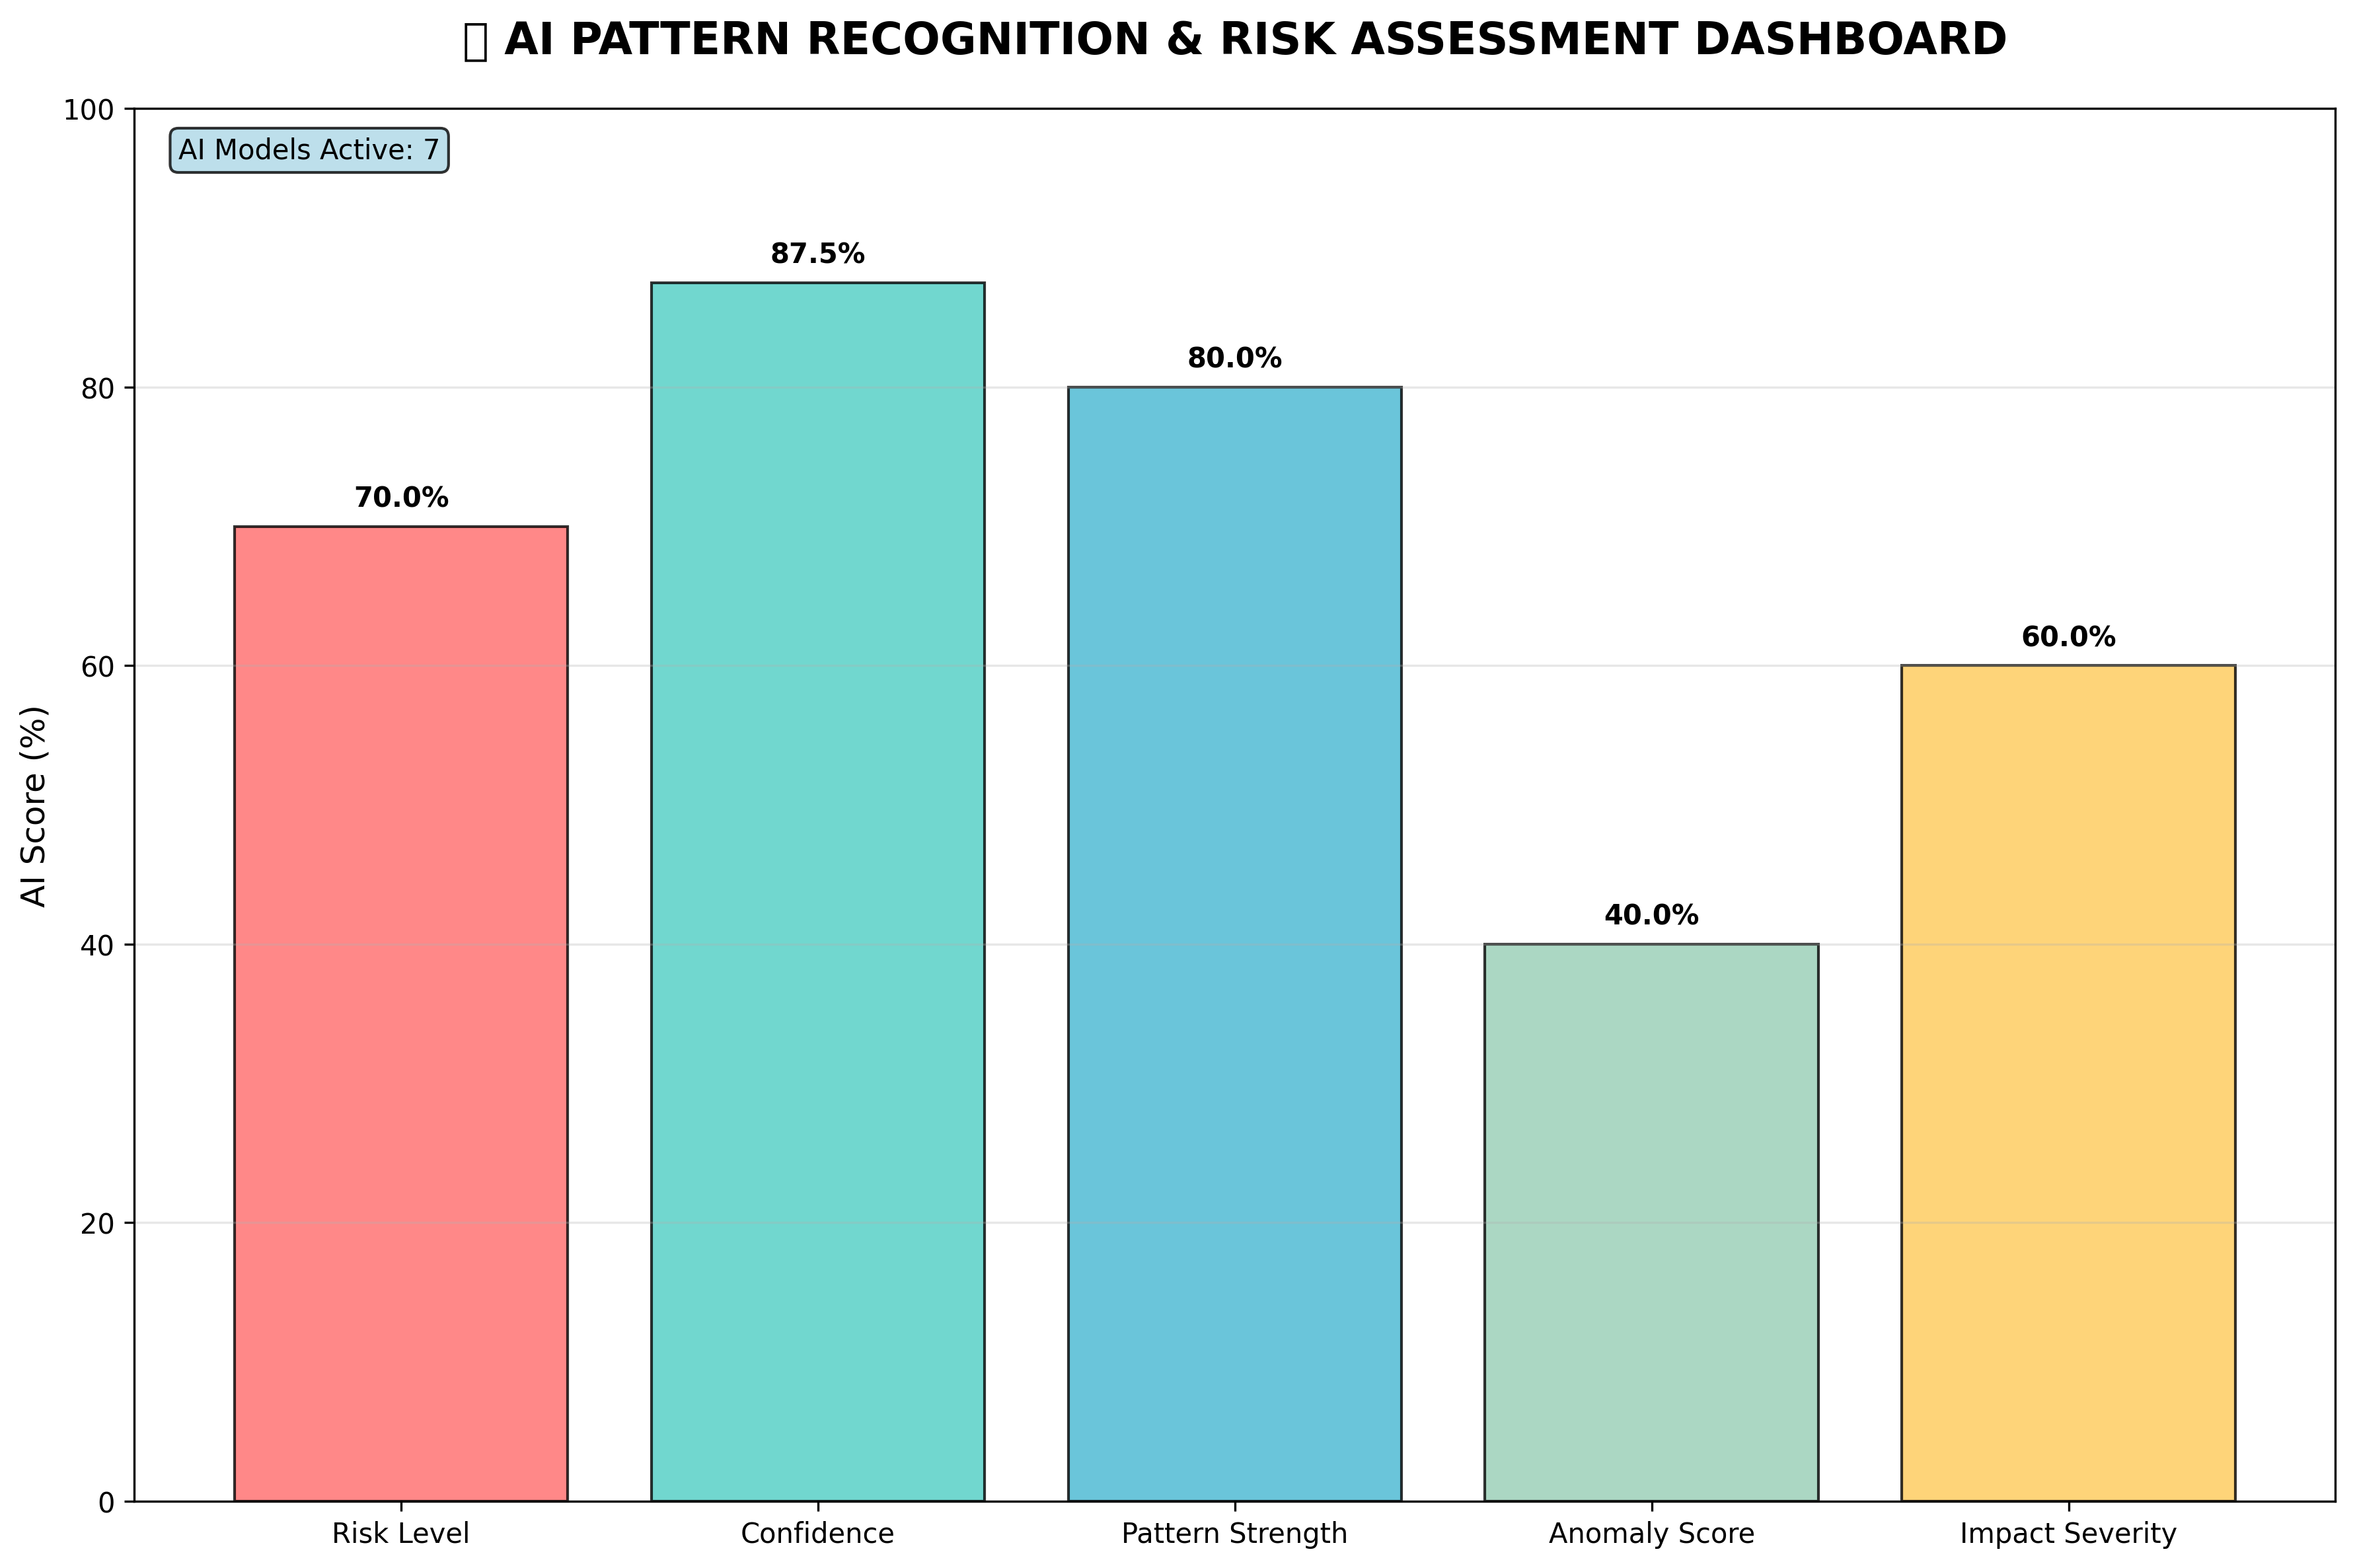 AI PATTERN RECOGNITION & RISK ASSESSMENT DASHBOARD
100
AI Models Active: 7
87.5%
80.0%
80
70.0%
60.0%
60
AI Score (%)
40.0%
40
20
0
Risk Level Confidence Pattern Strength Anomaly Score Impact Severity